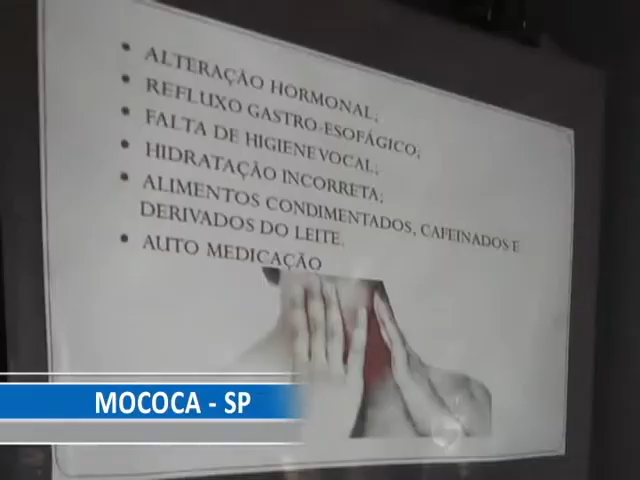 • ALTERAÇÃO HORMONAL;
• REFLUXO GASTRO-ESOFÁGICO;
• FALTA DE HIGIENE VOCAL;
• HIDRATAÇÃO INCORRETA;
• ALIMENTOS CONDIMENTADOS, CAFEINADOS E
DERIVADOS DO LEITE.
• AUTO MEDICAÇÃO
MOCOCA - SP